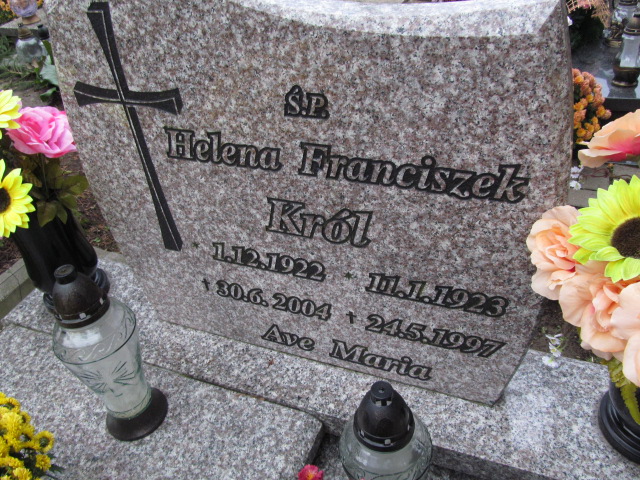 Ś.P.
Helena Franciszek
Król
* 1.12.1922 * 11.1.1923
† 30.6.2004 † 24.5.1997
Ave Maria